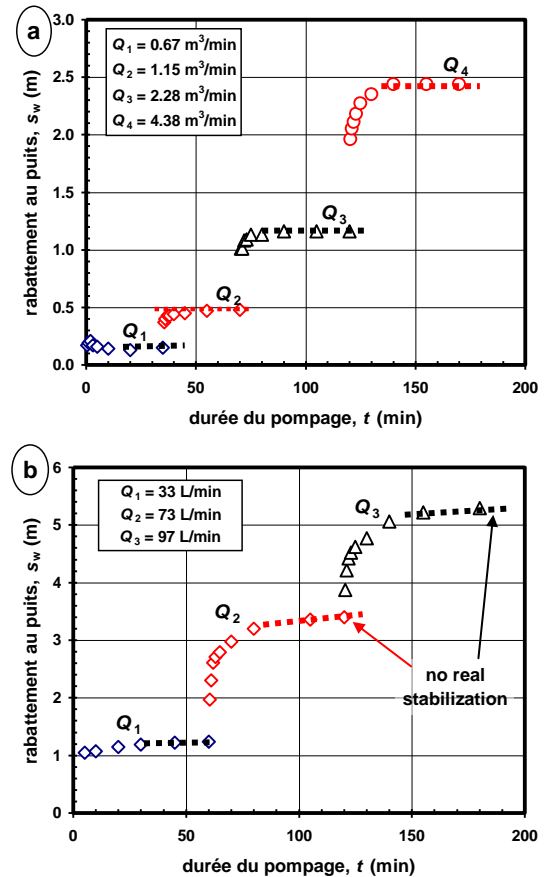 a
Q1 = 0.67 m³/min
Q2 = 1.15 m³/min
Q3 = 2.28 m³/min
Q4 = 4.38 m³/min
rabattement au puits, sw (m)
3.0
2.5
2.0
1.5
1.0
0.5
0.0
Q1
Q2
Q3
Q4
0 50 100 150 200
durée du pompage, t (min)
b
Q1 = 33 L/min
Q2 = 73 L/min
Q3 = 97 L/min
rabattement au puits, sw (m)
6
5
4
3
2
1
0
Q1
Q2
Q3
no real
stabilization
0 50 100 150 200
durée du pompage, t (min)